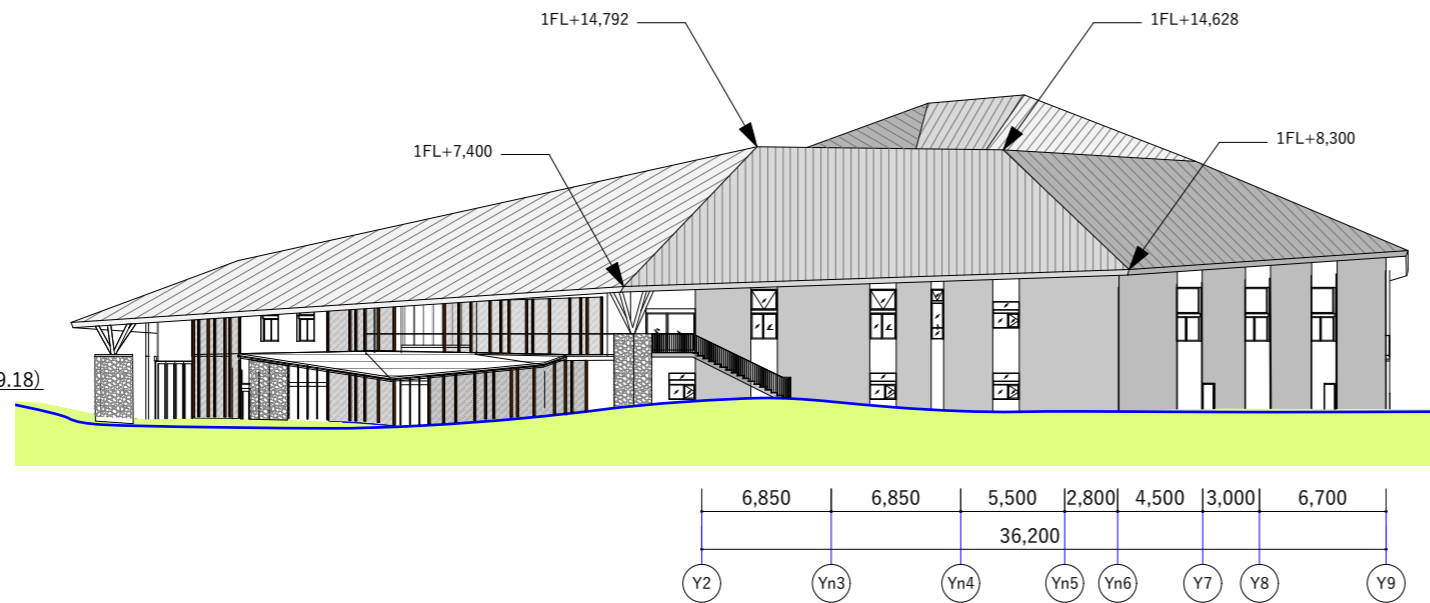 1FL+14,792
1FL+14,628
1FL+7,400
1FL+8,300
9.18)
6,850 6,850 5,500 2,800 4,500 3,000 6,700
36,200
Y2 Yn3 Yn4 Yn5 Yn6 Y7 Y8 Y9